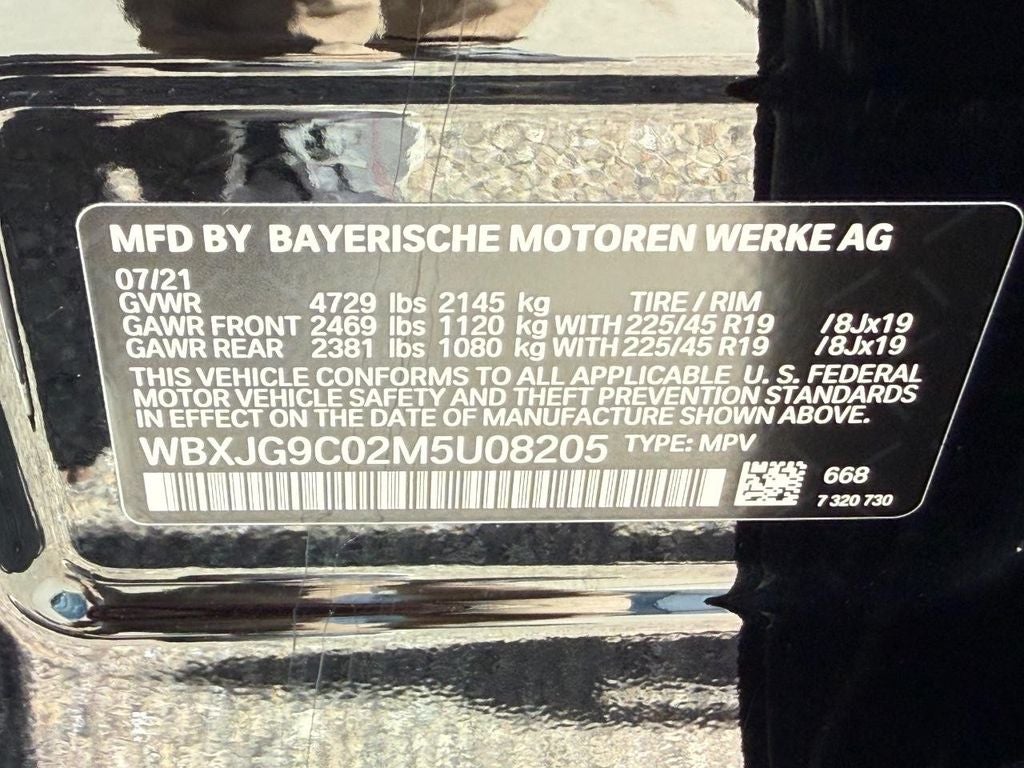 MFD BY BAYERISCHE MOTOREN WERKE AG
07/21
GVWR 4729 lbs 2145 kg TIRE / RIM
GAWR FRONT 2469 lbs 1120 kg WITH 225/45 R19 /8Jx19
GAWR REAR 2381 lbs 1080 kg WITH 225/45 R19 /8Jx19
THIS VEHICLE CONFORMS TO ALL APPLICABLE U. S. FEDERAL
MOTOR VEHICLE SAFETY AND THEFT PREVENTION STANDARDS
IN EFFECT ON THE DATE OF MANUFACTURE SHOWN ABOVE.
WBXJG9C02M5U08205 TYPE: MPV
668
7 320 730